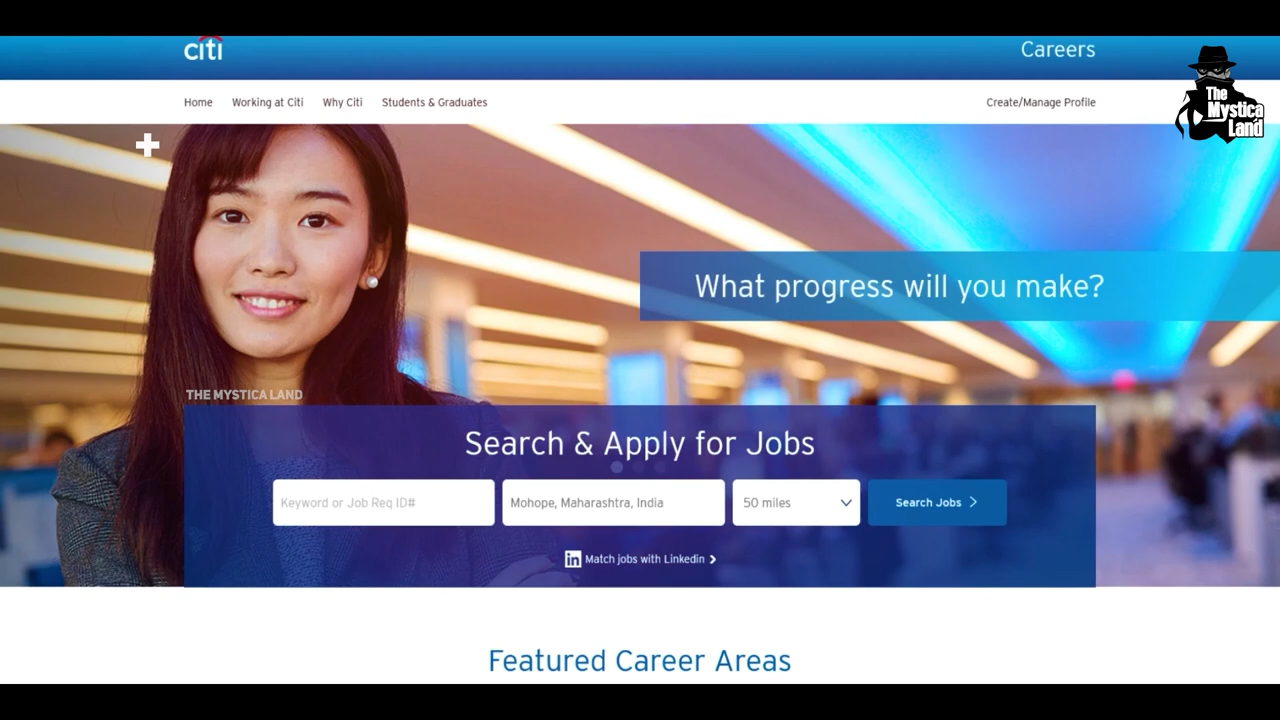 citi
Careers
The
Mystica
Land
Home Working at Citi Why Citi Students & Graduates Create/Manage Profile
What progress will you make?
THE MYSTICA LAND
Search & Apply for Jobs
Keyword or Job Req ID# Mohope, Maharashtra, India 50 miles Search Jobs
in Match jobs with Linkedin
Featured Career Areas